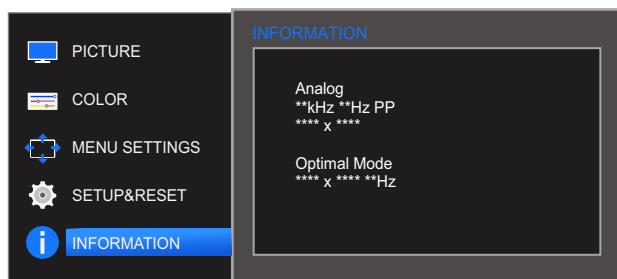 PICTURE
COLOR
MENU SETTINGS
SETUP&RESET
INFORMATION
INFORMATION
Analog
**kHz **Hz PP
**** x ****
Optimal Mode
**** x **** **Hz